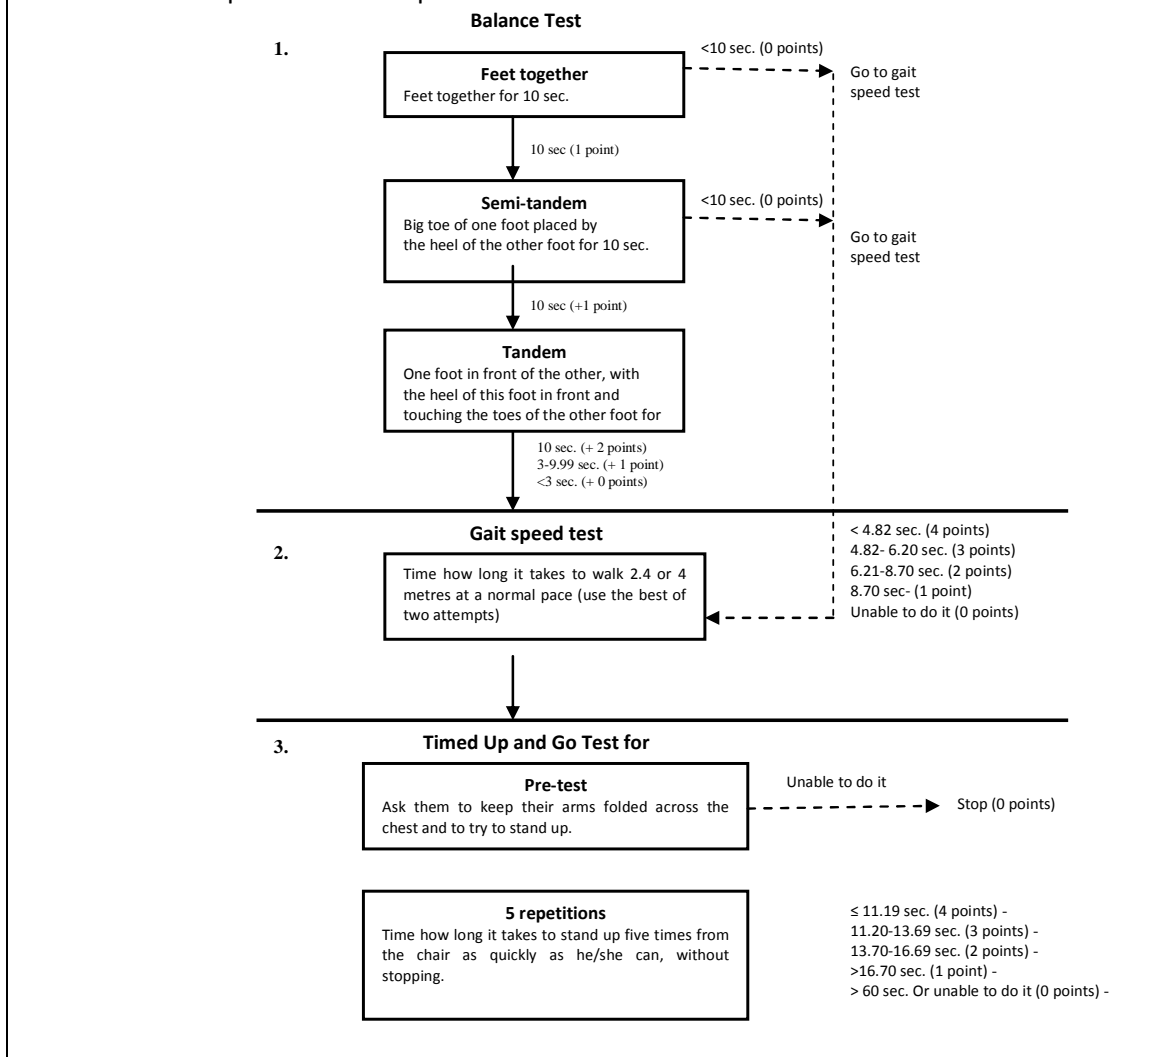 Balance Test
1.
<10 sec. (0 points)
Feet together
Feet together for 10 sec.
Go to gait
speed test
10 sec (1 point)
Semi-tandem
Big toe of one foot placed by
the heel of the other foot for 10 sec.
<10 sec. (0 points)
Go to gait
speed test
10 sec (+1 point)
Tandem
One foot in front of the other, with
the heel of this foot in front and
touching the toes of the other foot for
10 sec. (+ 2 points)
3-9.99 sec. (+ 1 point)
<3 sec. (+ 0 points)
Gait speed test
2.
Time how long it takes to walk 2.4 or 4
metres at a normal pace (use the best of
two attempts)
< 4.82 sec. (4 points)
4.82- 6.20 sec. (3 points)
6.21-8.70 sec. (2 points)
8.70 sec- (1 point)
Unable to do it (0 points)
3.
Timed Up and Go Test for
Pre-test
Ask them to keep their arms folded across the
chest and to try to stand up.
Unable to do it
Stop (0 points)
5 repetitions
Time how long it takes to stand up five times from
the chair as quickly as he/she can, without
stopping.
≤ 11.19 sec. (4 points) -
11.20-13.69 sec. (3 points) -
13.70-16.69 sec. (2 points) -
>16.70 sec. (1 point) -
> 60 sec. Or unable to do it (0 points) -